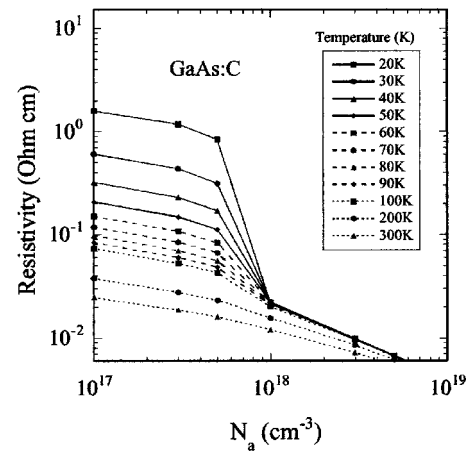 Temperature (K)
GaAs:C
20K
30K
40K
50K
60K
70K
80K
90K
100K
200K
300K
Resistivity (Ohm cm)
10¹
10⁰
10⁻¹
10⁻²
10¹⁷
10¹⁸
10¹⁹
Nₐ (cm⁻³)